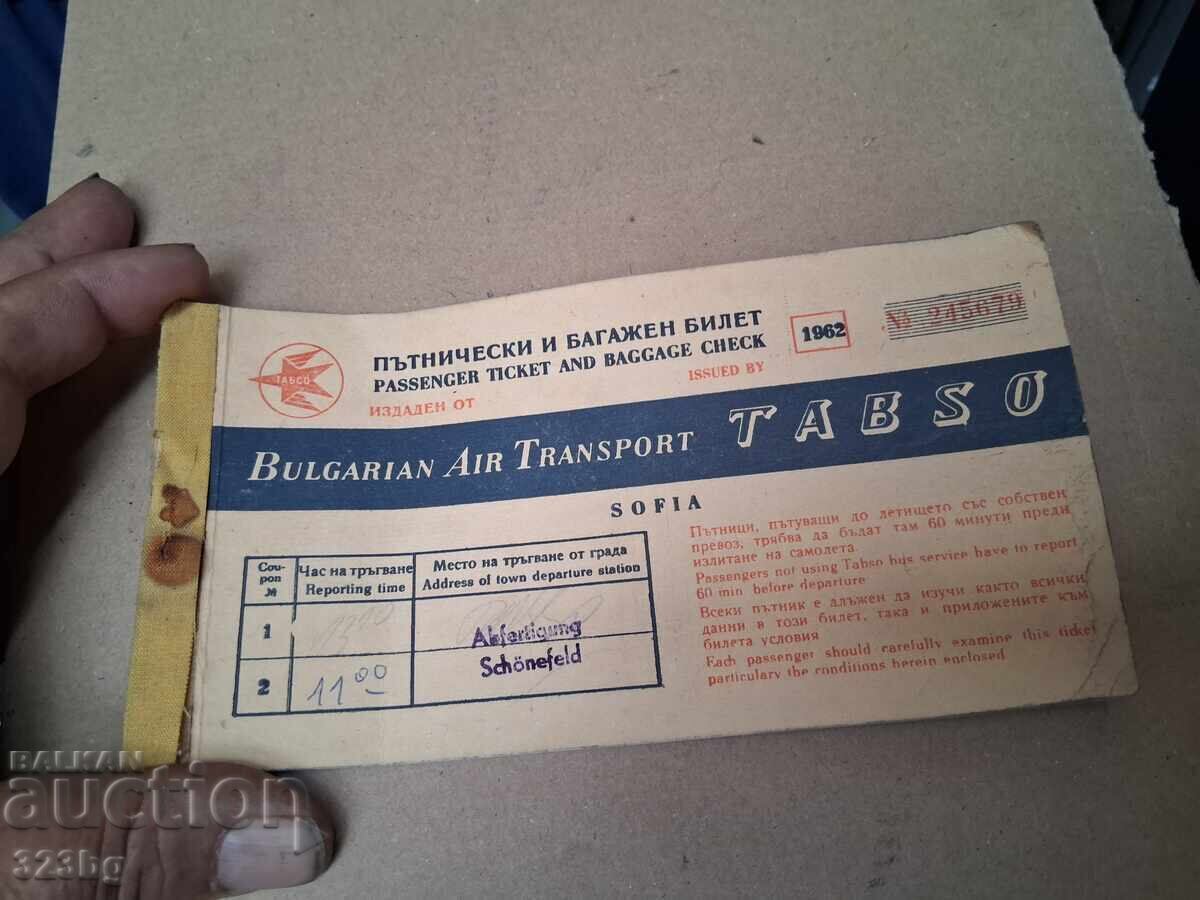 ТАБСО
ПЪТНИЧЕСКИ И БАГАЖЕН БИЛЕТ
PASSENGER TICKET AND BAGGAGE CHECK
ИЗДАДЕН ОТ
ISSUED BY
1962
№ 245679
BULGARIAN AIR TRANSPORT TABSO
SOFIA
Cou-
pon
№
Час на тръгване
Reporting time
Место на тръгване от града
Address of town departure station
1
2
11 00
Abfertigung
Schönefeld
Пътници, пътуващи до летището със собствен
превоз, трябва да бъдат там 60 минути преди
излитане на самолета.
Passengers not using Tabso bus service have to report
60 min before departure
Всеки пътник е длъжен да изучи както всички
данни в този билет, така и приложените към
билета условия
Each passenger should carefully examine this ticket
particulary the conditions herein enclosed
BALKAN
auction
323bg